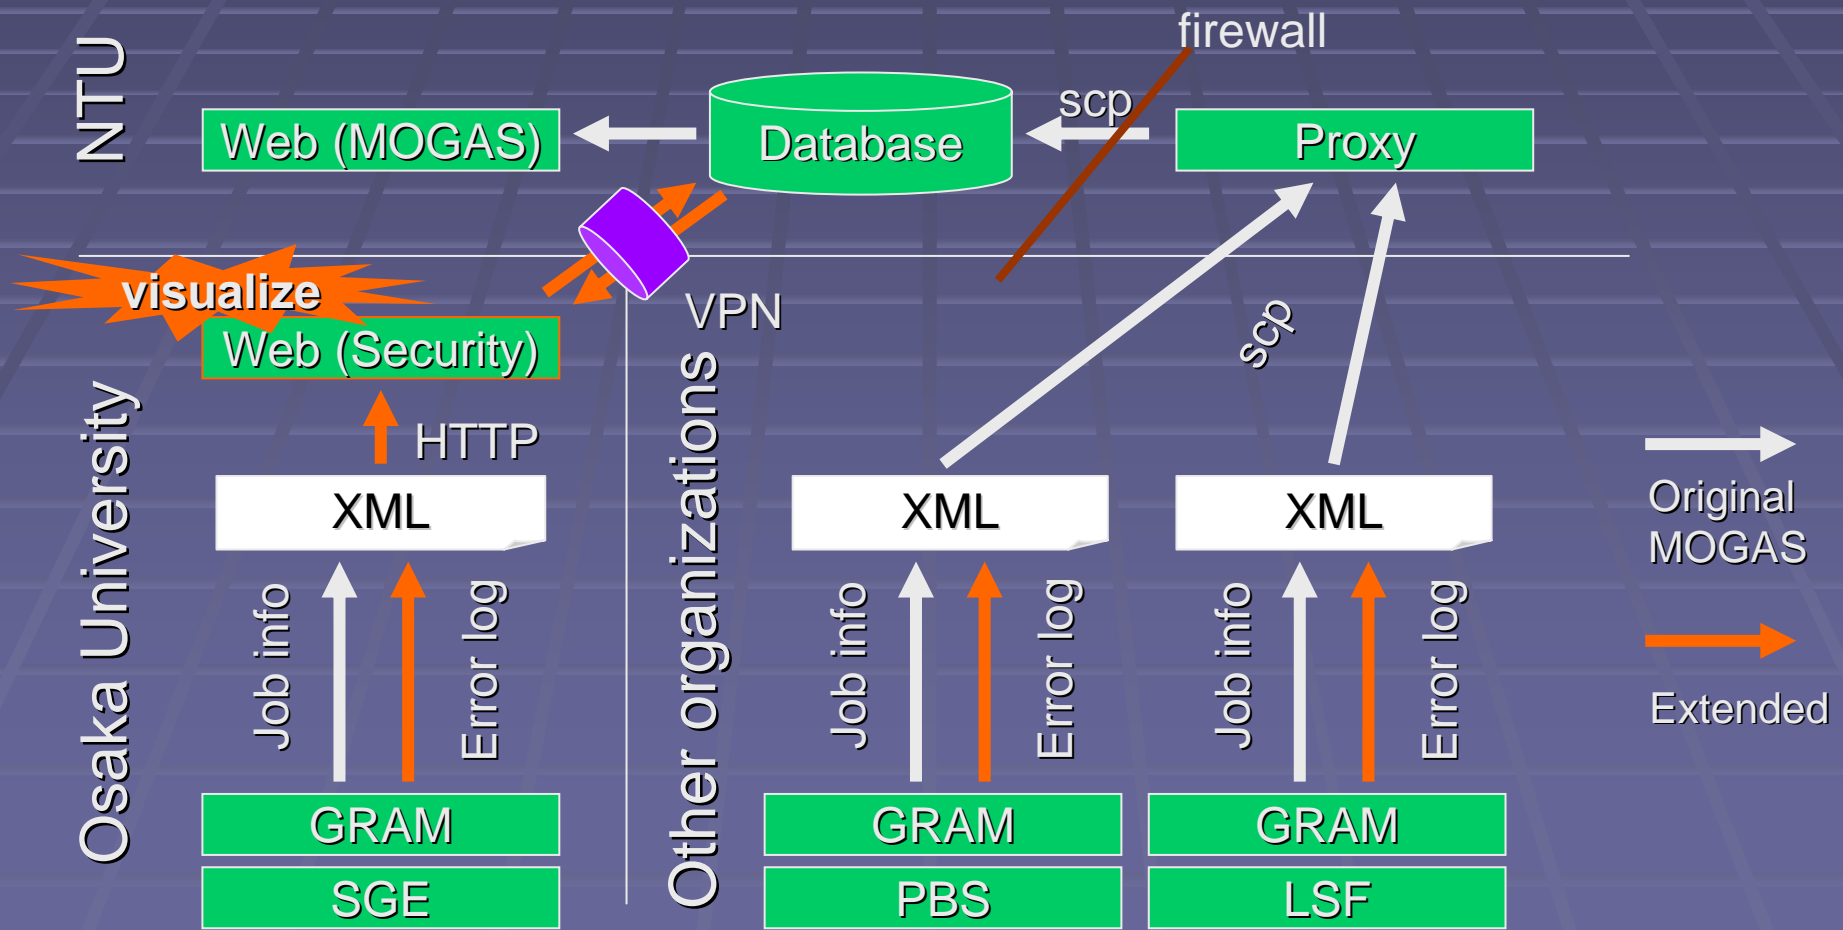 firewall
NTU
Web (MOGAS)
Database
scp
Proxy
visualize
Web (Security)
VPN
scp
Osaka University
HTTP
Other organizations
XML
XML
XML
Original
MOGAS
Job info
Error log
Job info
Error log
Job info
Error log
Extended
GRAM
GRAM
GRAM
SGE
PBS
LSF